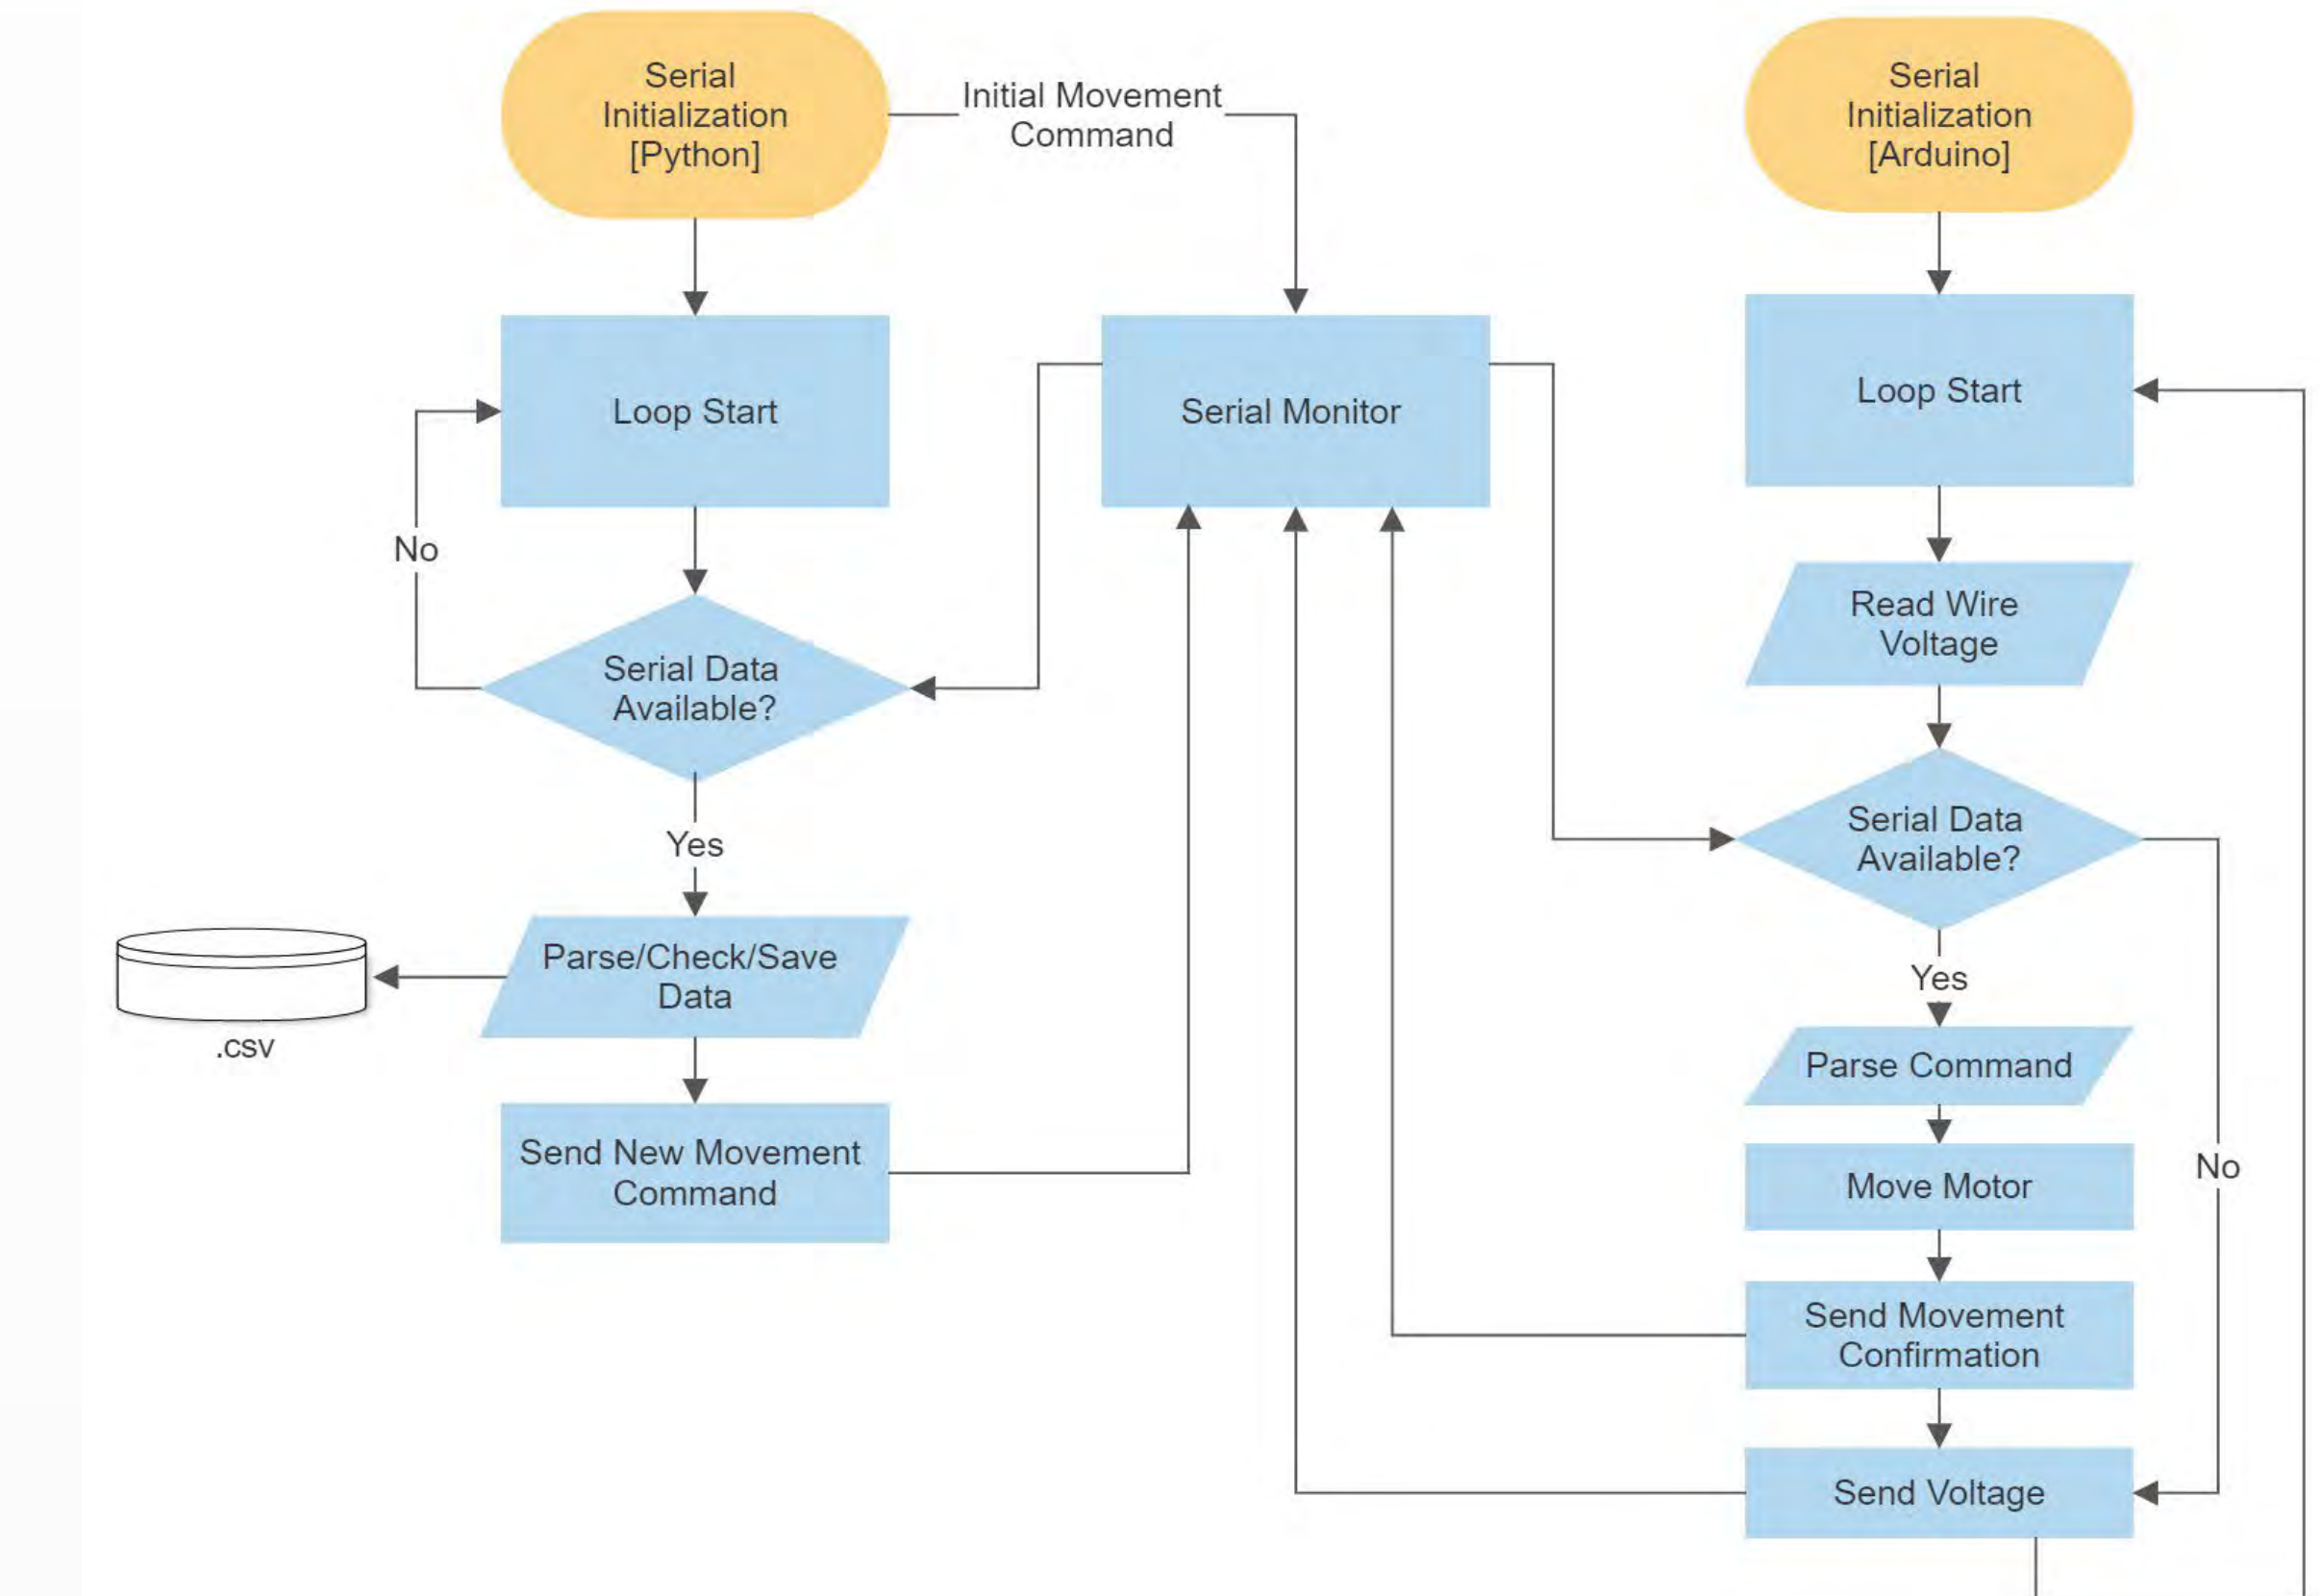 Serial
Initialization
[Python]
Initial Movement
Command
Serial
Initialization
[Arduino]
Loop Start
Serial Monitor
Loop Start
No
Read Wire
Voltage
Serial Data
Available?
Serial Data
Available?
Yes
Parse/Check/Save
Data
.csv
Yes
Parse Command
Send New Movement
Command
Move Motor
No
Send Movement
Confirmation
Send Voltage